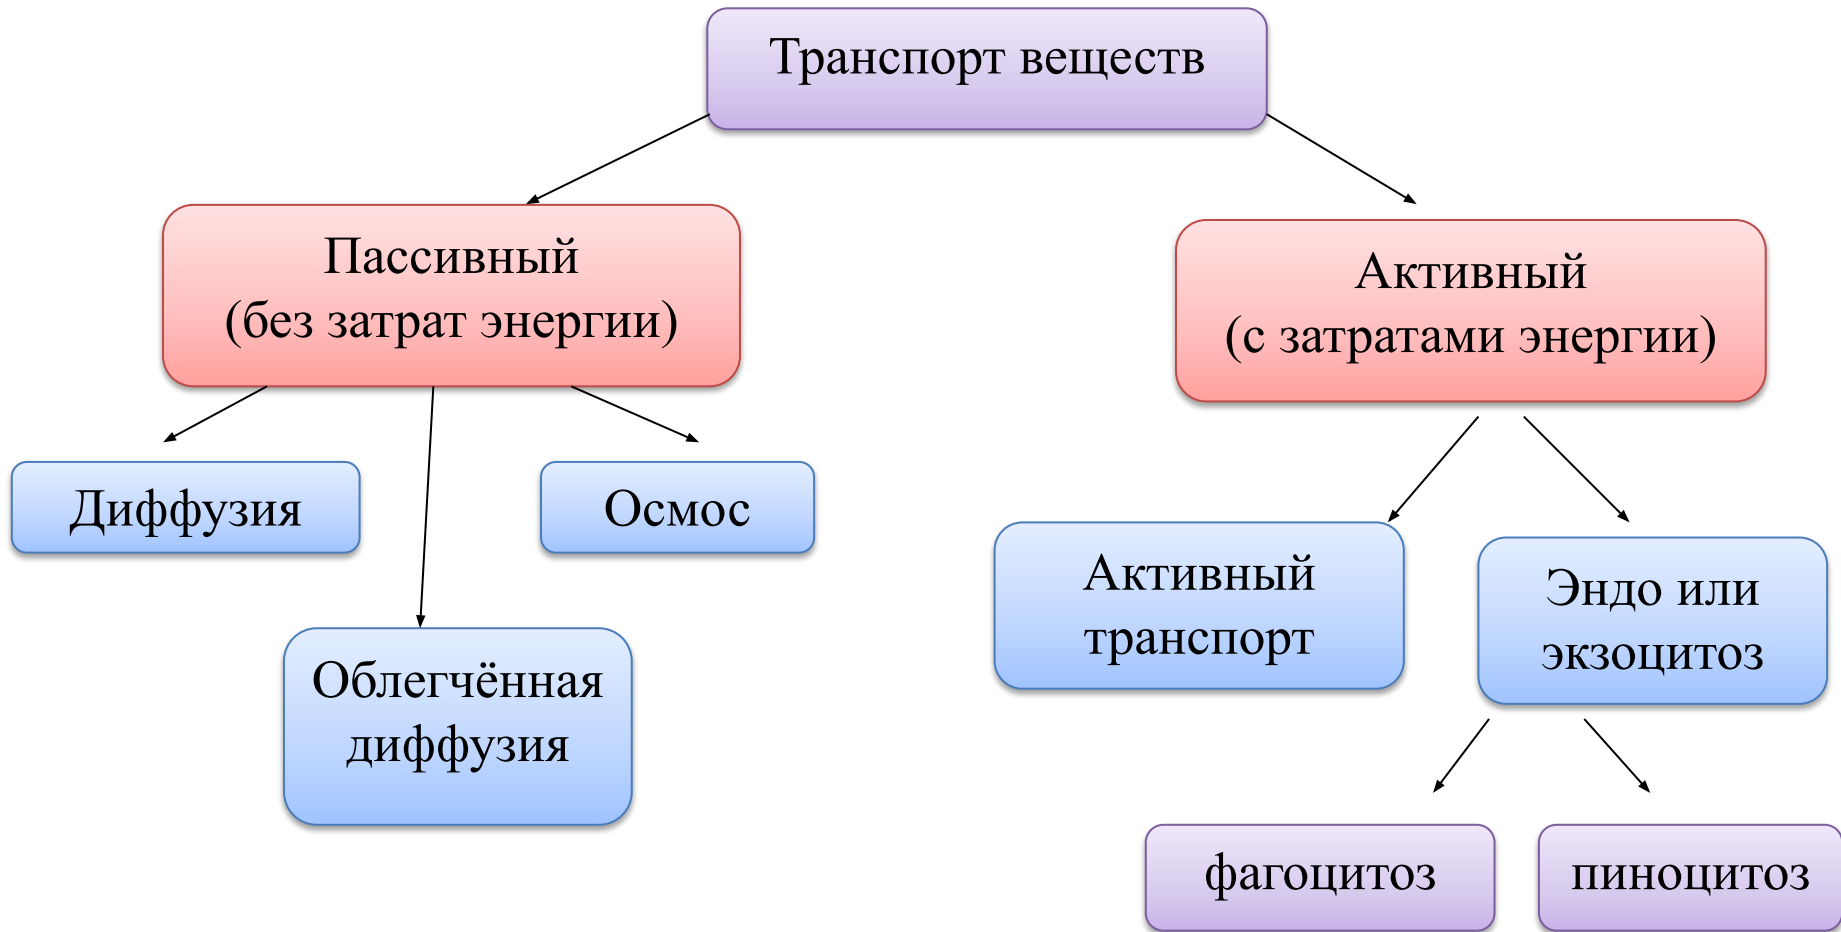 Транспорт веществ
Пассивный
(без затрат энергии)
Активный
(с затратами энергии)
Диффузия
Осмос
Облегчённая
диффузия
Активный
транспорт
Эндо или
экзоцитоз
фагоцитоз
пиноцитоз